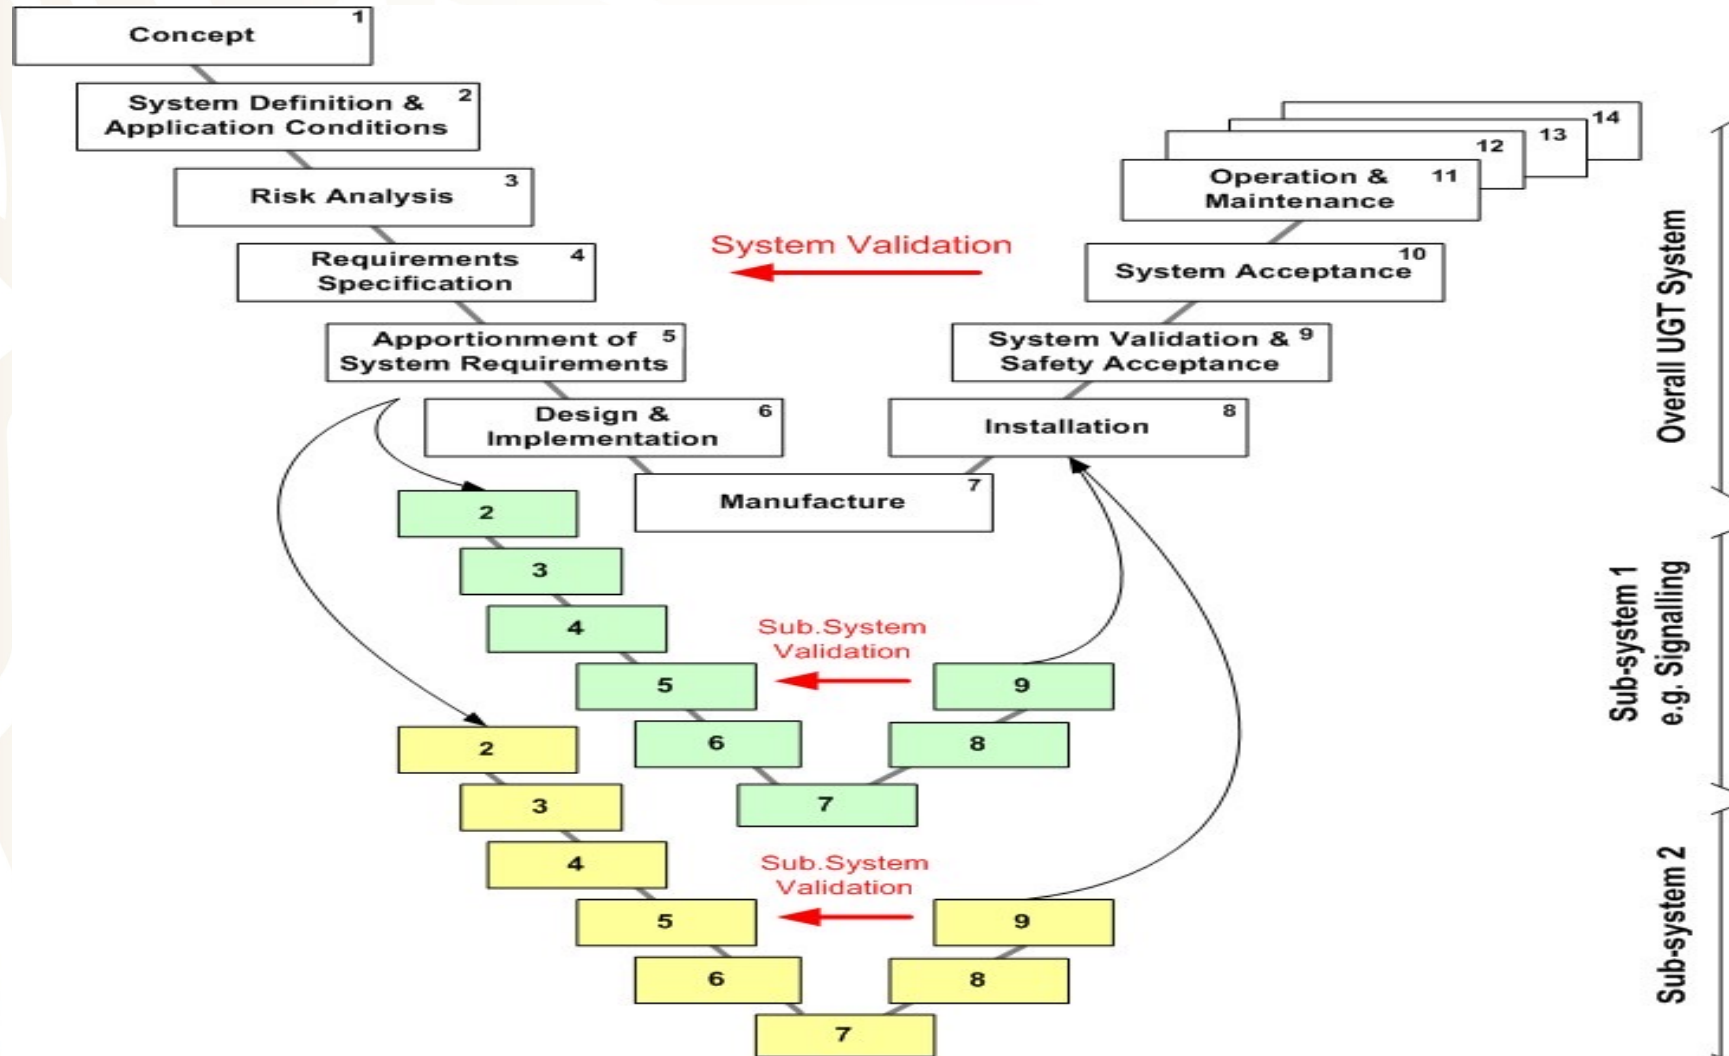 Concept 1
System Definition & 2
Application Conditions
Risk Analysis 3
Requirements 4
Specification
Apportionment of 5
System Requirements
Design & 6
Implementation
Manufacture 7
Installation 8
System Validation & 9
Safety Acceptance
System Acceptance 10
Operation & 11
Maintenance
12
13
14
System Validation
2
3
4
5
6
7
8
9
Sub.System
Validation
2
3
4
5
6
7
8
9
Sub.System
Validation
Overall UGT System
Sub-system 1
e.g. Signalling
Sub-system 2